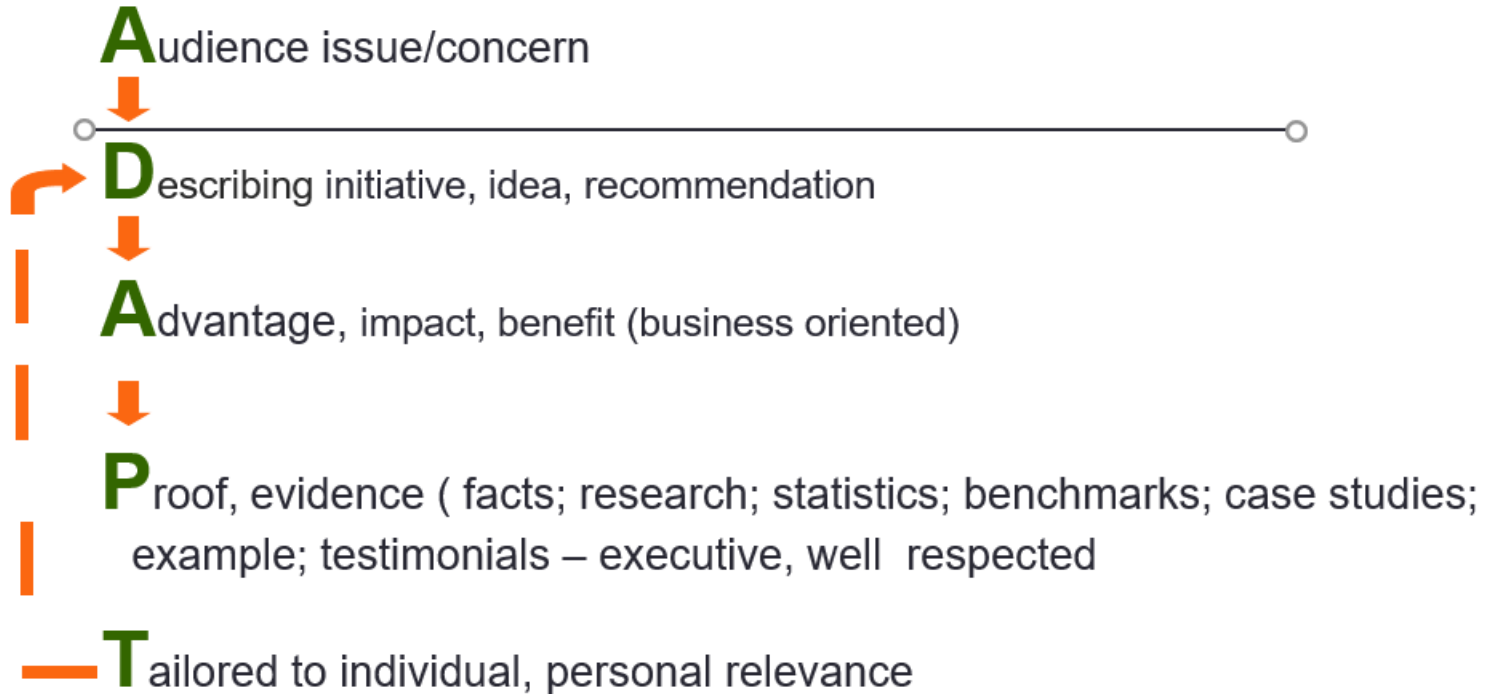 Audience issue/concern
Describing initiative, idea, recommendation
Advantage, impact, benefit (business oriented)
Proof, evidence ( facts; research; statistics; benchmarks; case studies;
example; testimonials – executive, well  respected
Tailored to individual, personal relevance